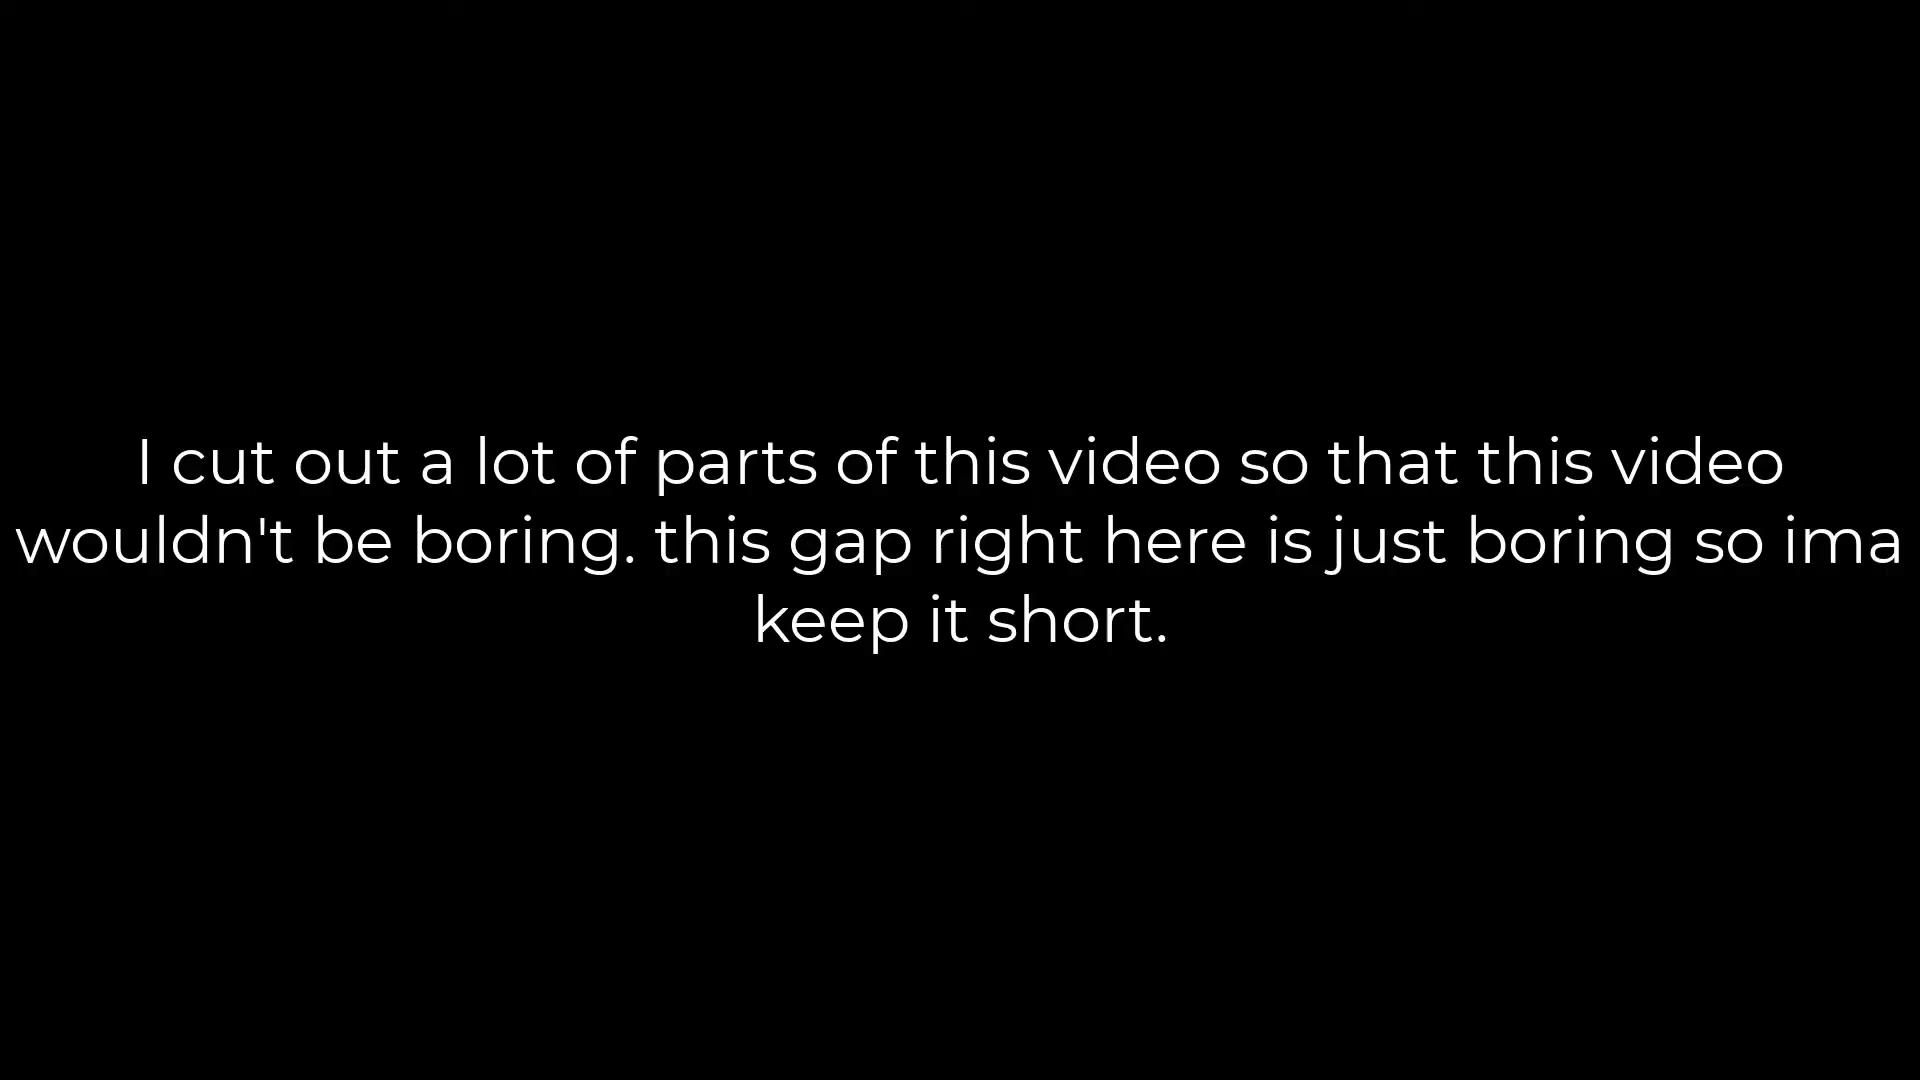 I cut out a lot of parts of this video so that this video
wouldn't be boring. this gap right here is just boring so ima
keep it short.